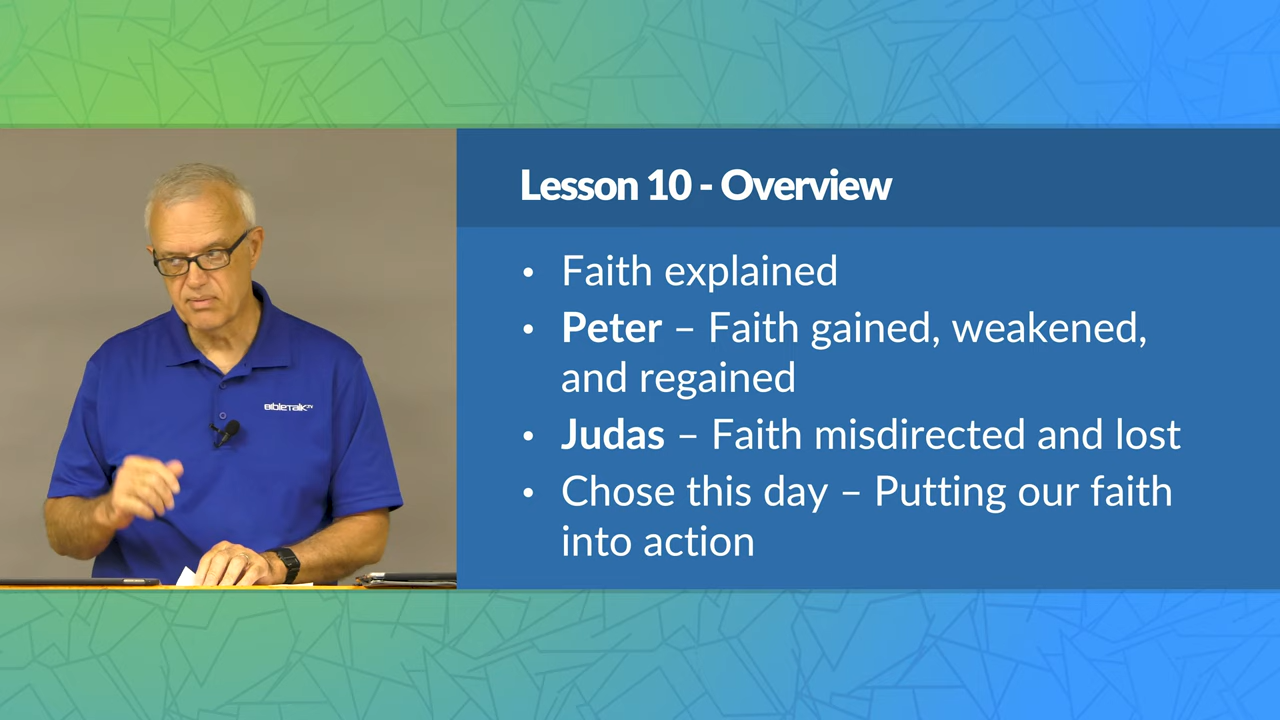 Lesson 10 - Overview
• Faith explained
• Peter – Faith gained, weakened,
and regained
• Judas – Faith misdirected and lost
• Chose this day – Putting our faith
into action
BibleTalk TV